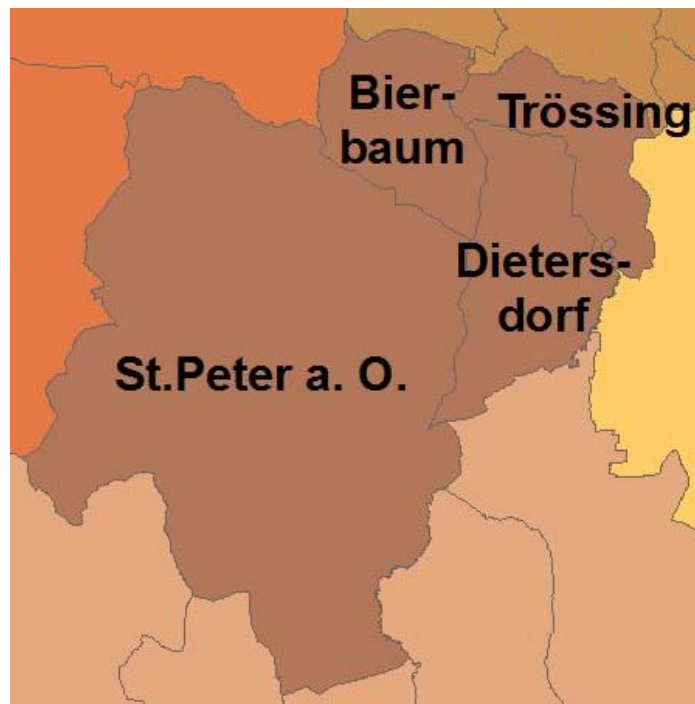 Bier-
baum
Trössing
Dieters-
dorf
St.Peter a. O.